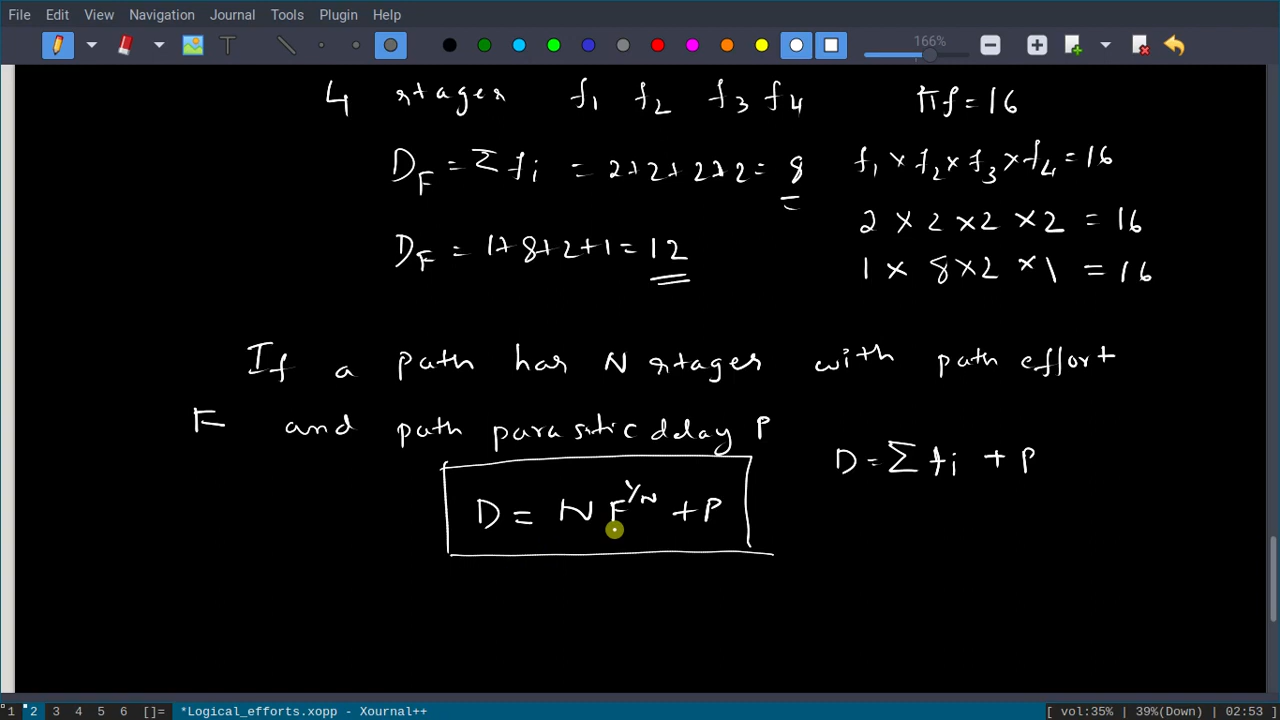 File Edit View Navigation Journal Tools Plugin Help
166%
4 stages f₁ f₂ f₃ f₄ πf = 16
D_F = Σ fᵢ = 2+2+2+2 = 8 f₁ × f₂ × f₃ × f₄ = 16
2 × 2 × 2 × 2 = 16
D_F = 1+8+2+1 = 12 1 × 8 × 2 × 1 = 16
If a path has N stages with path effort
F and path parasitic delay P
D = Σ fᵢ + P
D = N F^{1/N} + P
1 2 3 4 5 6 []= *Logical_efforts.xopp - Xournal++ [ vol:35% | 39%(Down) | 02:53 ]